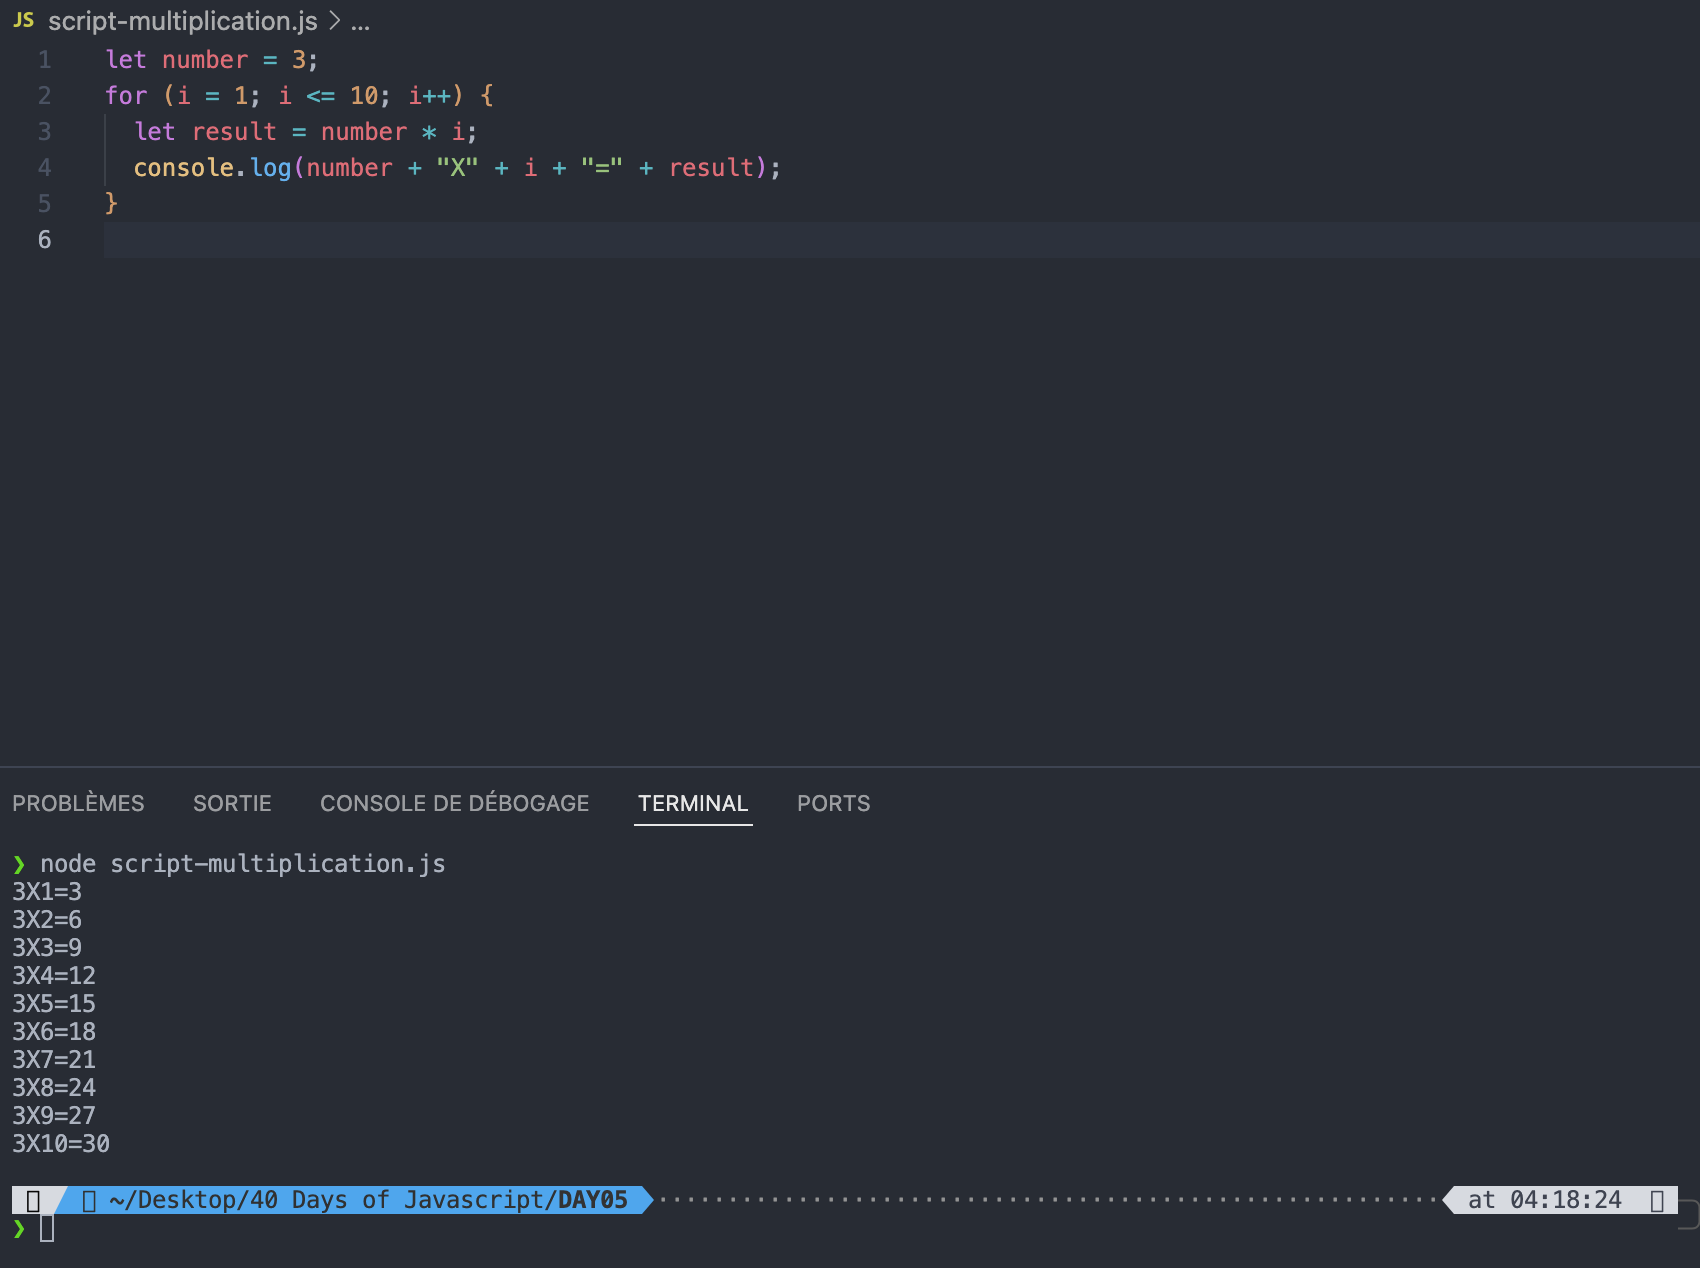 JS script-multiplication.js > ...
1 let number = 3;
2 for (i = 1; i <= 10; i++) {
3 let result = number * i;
4 console.log(number + "X" + i + "=" + result);
5 }
6
PROBLÈMES SORTIE CONSOLE DE DÉBOGAGE TERMINAL PORTS
❯ node script-multiplication.js
3X1=3
3X2=6
3X3=9
3X4=12
3X5=15
3X6=18
3X7=21
3X8=24
3X9=27
3X10=30
~/Desktop/40 Days of Javascript/DAY05 at 04:18:24
❯